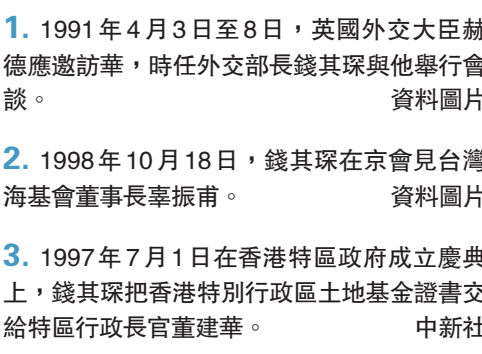 1. 1991年4月3日至8日，英國外交大臣赫
德應邀訪華，時任外交部長錢其琛與他舉行會
談。 資料圖片
2. 1998年10月18日，錢其琛在京會見台灣
海基會董事長辜振甫。 資料圖片
3. 1997年7月1日在香港特區政府成立慶典
上，錢其琛把香港特別行政區土地基金證書交
給特區行政長官董建華。 中新社